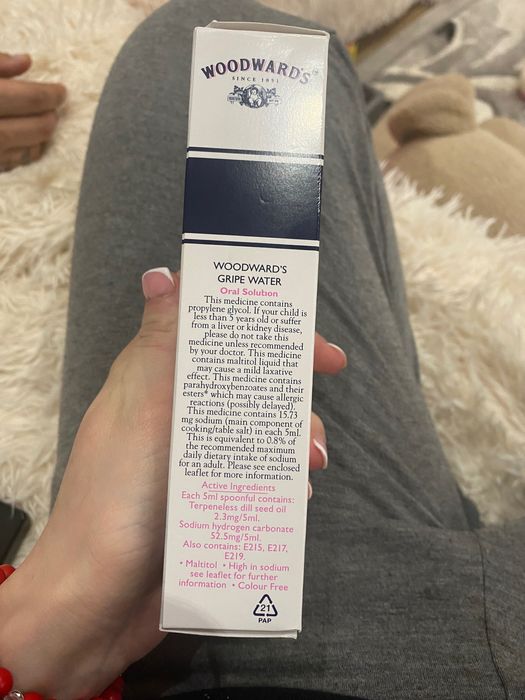 WOODWARD'S
SINCE 1851
WOODWARD'S
GRIPE WATER
Oral Solution
This medicine contains
propylene glycol. If your child is
less than 5 years old or suffer
from a liver or kidney disease,
please do not take this
medicine unless recommended
by your doctor. This medicine
contains maltitol liquid that
may cause a mild laxative
effect. This medicine contains
parahydroxybenzoates and their
esters* which may cause allergic
reactions (possibly delayed).
This medicine contains 15.73
mg sodium (main component of
cooking/table salt) in each 5ml.
This is equivalent to 0.8% of
the recommended maximum
daily dietary intake of sodium
for an adult. Please see enclosed
leaflet for more information.
Active Ingredients
Each 5ml spoonful contains:
Terpeneless dill seed oil
2.3mg/5ml.
Sodium hydrogen carbonate
52.5mg/5ml.
Also contains: E215, E217,
E219.
• Maltitol • High in sodium
see leaflet for further
information • Colour Free
21
PAP